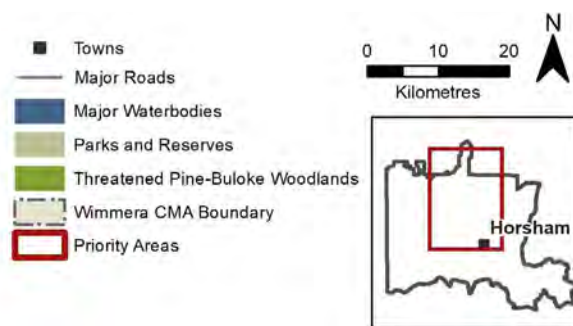 Towns
Major Roads
Major Waterbodies
Parks and Reserves
Threatened Pine-Buloke Woodlands
Wimmera CMA Boundary
Priority Areas
N
0 10 20
Kilometres
Horsham